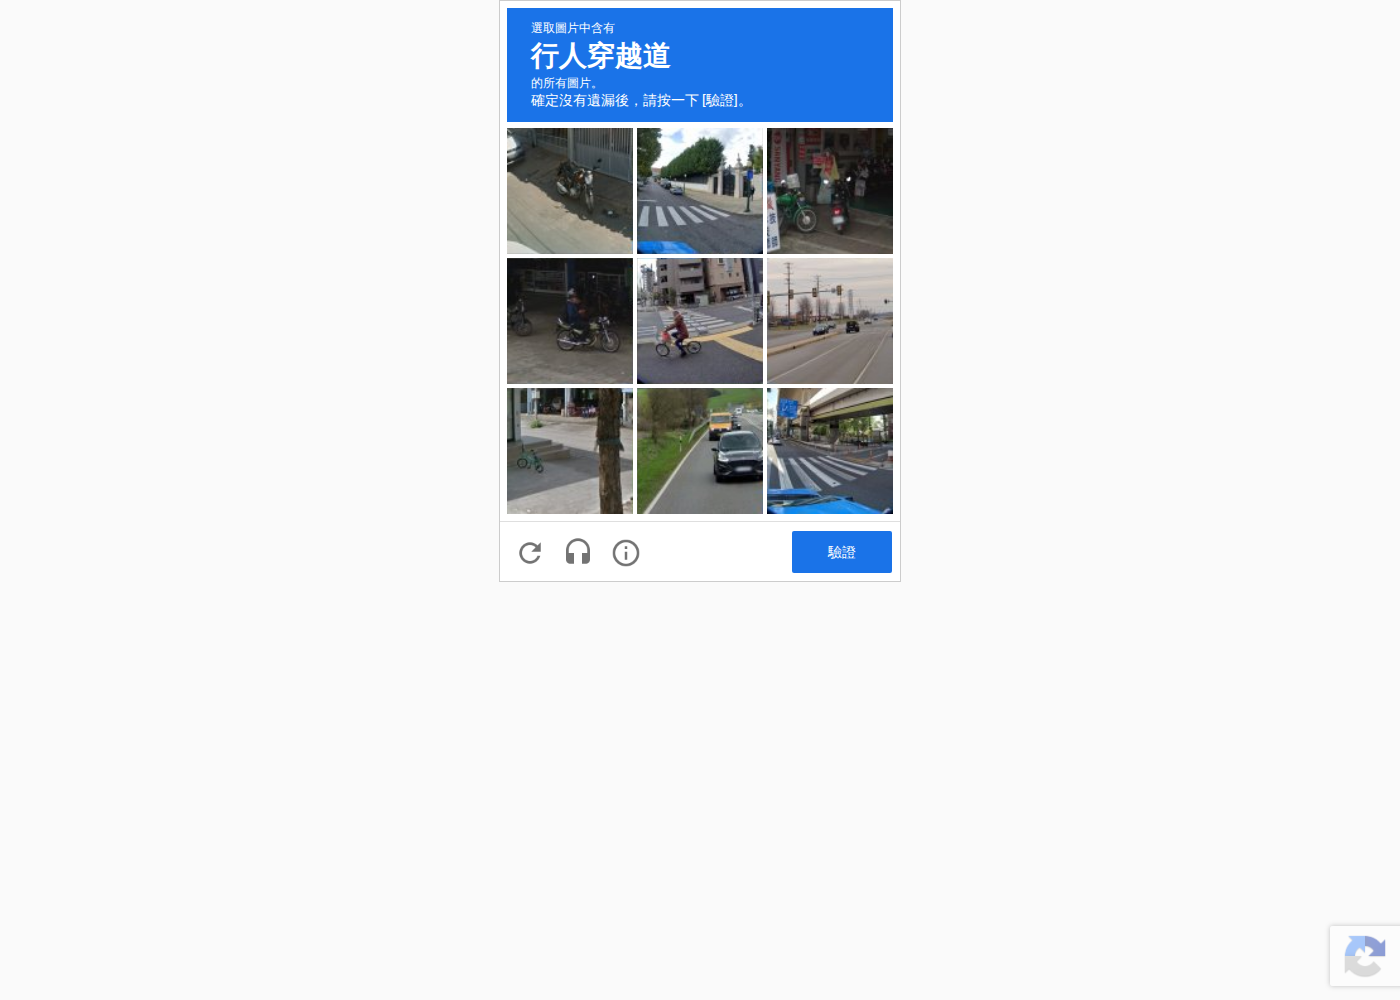 選取圖片中含有
行人穿越道
的所有圖片。
確定沒有遺漏後，請按一下 [驗證]。
驗證